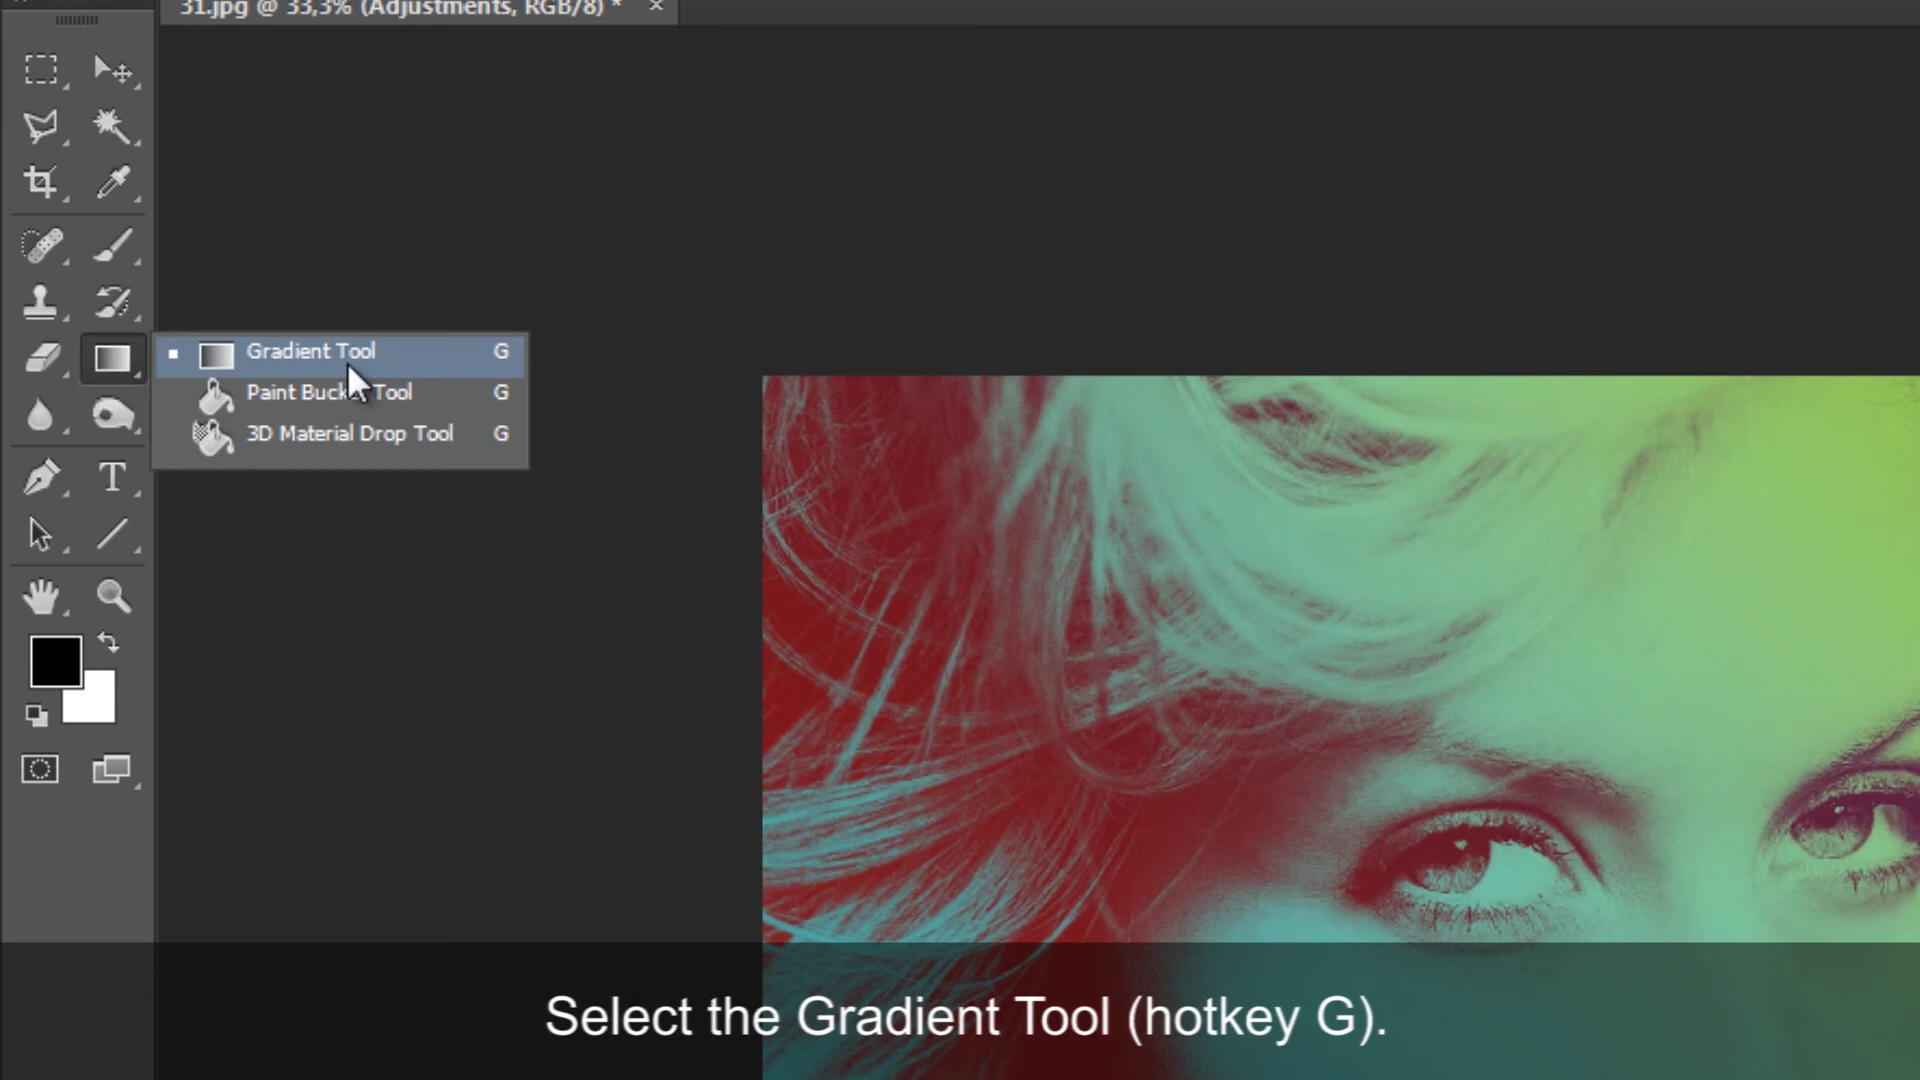 31.jpg @ 33,3% (Adjustments, RGB/8) * ×
Gradient Tool G
Paint Bucket Tool G
3D Material Drop Tool G
T
Select the Gradient Tool (hotkey G).